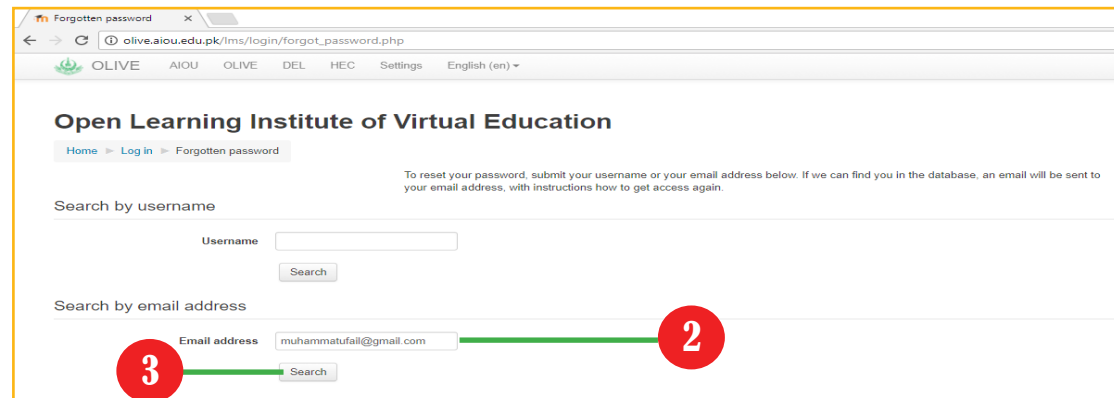 Forgotten password
olive.aiou.edu.pk/lms/login/forgot_password.php
OLIVE AIOU OLIVE DEL HEC Settings English (en)
Open Learning Institute of Virtual Education
Home Log in Forgotten password
To reset your password, submit your username or your email address below. If we can find you in the database, an email will be sent to
your email address, with instructions how to get access again.
Search by username
Username
Search
Search by email address
Email address muhammatufail@gmail.com 2
3 Search